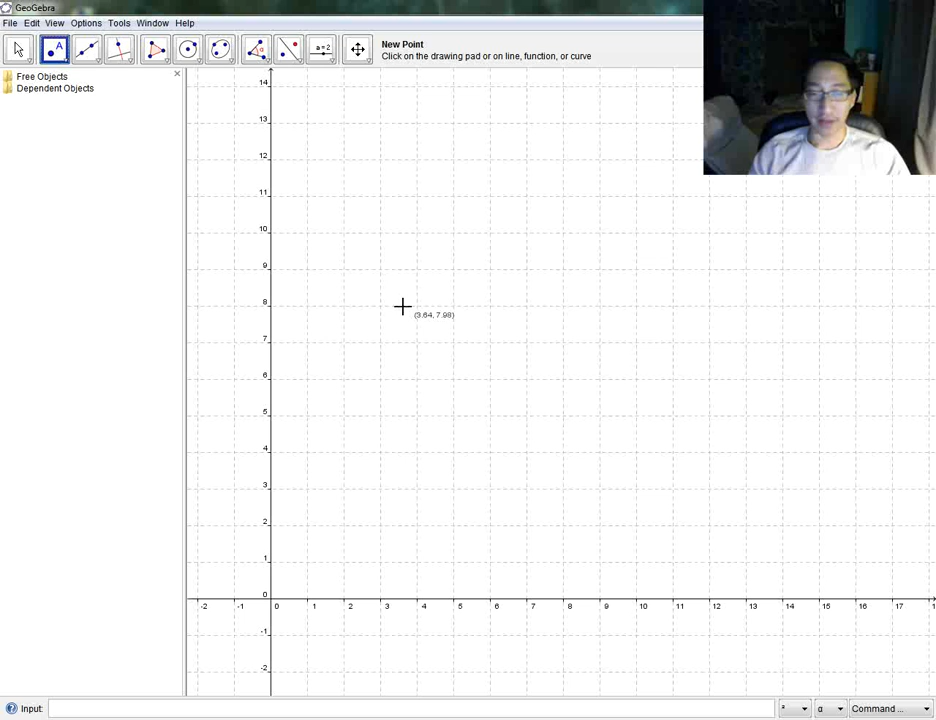 GeoGebra
File Edit View Options Tools Window Help
A
α
a=2
New Point
Click on the drawing pad or on line, function, or curve
Free Objects
Dependent Objects
14
13
12
11
10
9
8
(3.64, 7.98)
7
6
5
4
3
2
1
0
-2 -1 0 1 2 3 4 5 6 7 8 9 10 11 12 13 14 15 16 17 1
-1
-2
Input: ² α Command ...